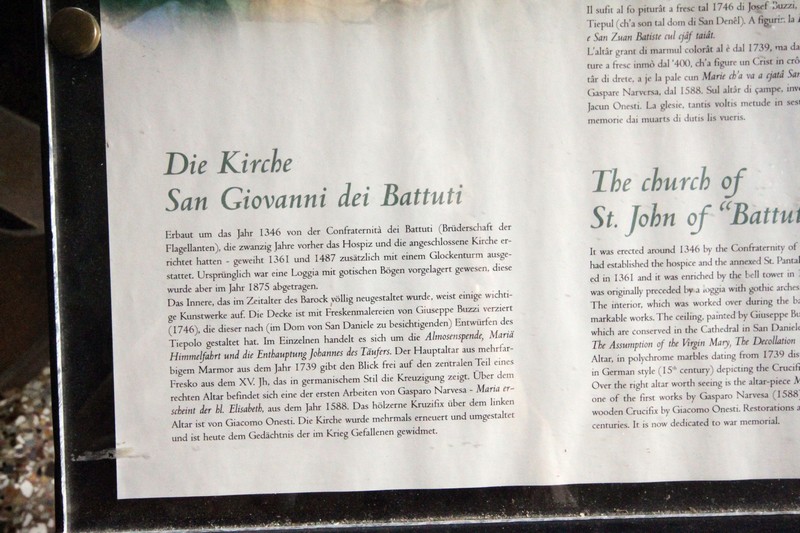 Il sufit al fo piturât a fresc tal 1746 di Josef Buzzi,
Tiepul (ch'a son tal dom di San Denêl). A figurin la
e San Zuan Batiste cul cjâf taiât.
L'altâr grant di marmul colorât al è dal 1739, ma da
ture a fresc inmò dal '400, ch'a figure un Crist in crô
târ di drete, a je la pale cun Marie ch'a va a cjatâ San
Gaspare Narversa, dal 1588. Sul altâr di çampe, inve
Jacun Onesti. La glesie, tantis voltis metude in sest
memorie dai muarts di dutis lis vueris.
Die Kirche
San Giovanni dei Battuti
Erbaut um das Jahr 1346 von der Confraternità dei Battuti (Brüderschaft der
Flagellanten), die zwanzig Jahre vorher das Hospiz und die angeschlossene Kirche er-
richtet hatten - geweiht 1361 und 1487 zusätzlich mit einem Glockenturm ausge-
stattet. Ursprünglich war eine Loggia mit gotischen Bögen vorgelagert gewesen, diese
wurde aber im Jahr 1875 abgetragen.
Das Innere, das im Zeitalter des Barock völlig neugestaltet wurde, weist einige wichti-
ge Kunstwerke auf. Die Decke ist mit Freskenmalereien von Giuseppe Buzzi verziert
(1746), die dieser nach (im Dom von San Daniele zu besichtigenden) Entwürfen des
Tiepolo gestaltet hat. Im Einzelnen handelt es sich um die Almosenspende, Mariä
Himmelfahrt und die Enthauptung Johannes des Täufers. Der Hauptaltar aus mehrfar-
bigem Marmor aus dem Jahr 1739 gibt den Blick frei auf den zentralen Teil eines
Fresko aus dem XV. Jh, das in germanischem Stil die Kreuzigung zeigt. Über dem
rechten Altar befindet sich eine der ersten Arbeiten von Gasparo Narvesa - Maria er-
scheint der hl. Elisabeth, aus dem Jahr 1588. Das hölzerne Kruzifix über dem linken
Altar ist von Giacomo Onesti. Die Kirche wurde mehrmals erneuert und umgestaltet
und ist heute dem Gedächtnis der im Krieg Gefallenen gewidmet.
The church of
St. John of "Battut
It was erected around 1346 by the Confraternity of
had established the hospice and the annexed St. Pantal
ed in 1361 and it was enriched by the bell tower in
was originally preceded by a loggia with gothic arches
The interior, which was worked over during the ba
markable works. The ceiling, painted by Giuseppe Bu
which are conserved in the Cathedral in San Daniele
The Assumption of the Virgin Mary, The Decollation
Altar, in polychrome marbles dating from 1739 dis
in German style (15th century) depicting the Crucifi
Over the right altar worth seeing is the altar-piece M
one of the first works by Gasparo Narvesa (1588)
wooden Crucifix by Giacomo Onesti. Restorations a
centuries. It is now dedicated to war memorial.